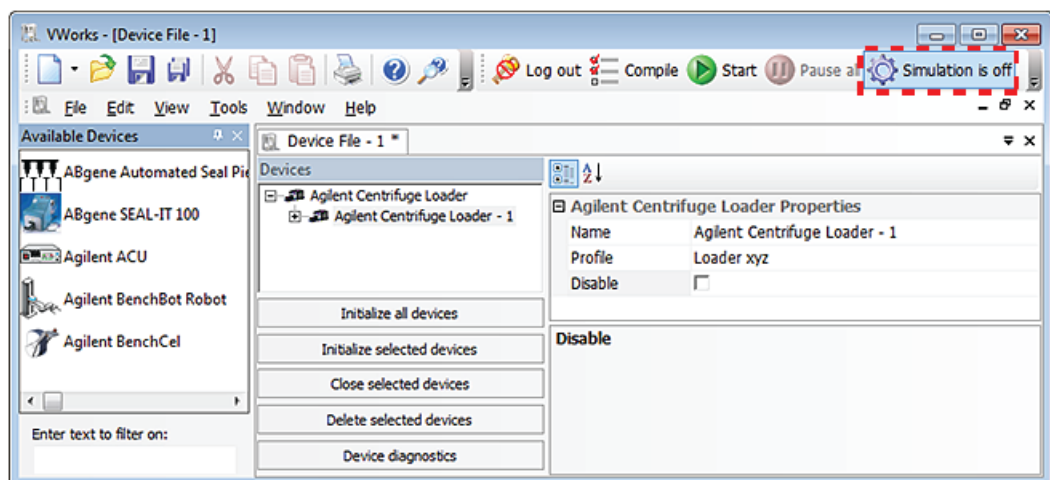 VWorks - [Device File - 1]
Log out Compile Start Pause all Simulation is off
File Edit View Tools Window Help
Available Devices
ABgene Automated Seal Pie
ABgene SEAL-IT 100
Agilent ACU
Agilent BenchBot Robot
Agilent BenchCel
Enter text to filter on:
Device File - 1 *
Devices
Agilent Centrifuge Loader
Agilent Centrifuge Loader - 1
Initialize all devices
Initialize selected devices
Close selected devices
Delete selected devices
Device diagnostics
Agilent Centrifuge Loader Properties
Name Agilent Centrifuge Loader - 1
Profile Loader xyz
Disable
Disable